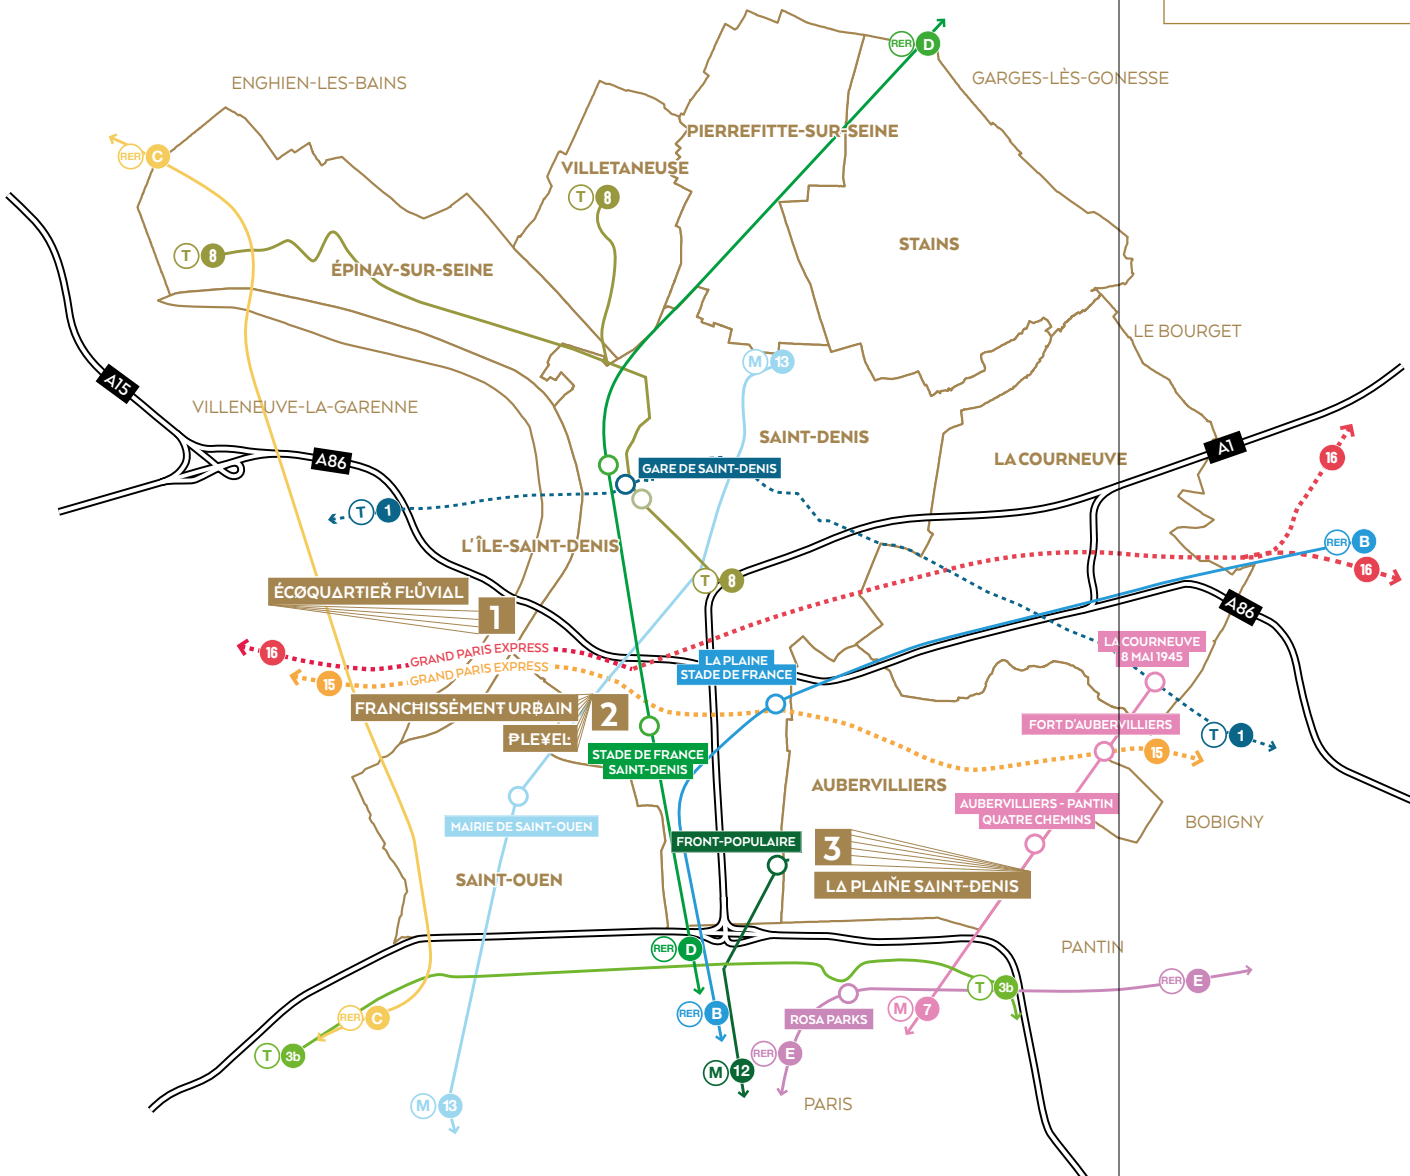 RER D
ENGHIEN-LES-BAINS
GARGES-LÈS-GONESSE
PIERREFITTE-SUR-SEINE
RER C
VILLETANEUSE
T 8
STAINS
T 8
ÉPINAY-SUR-SEINE
LE BOURGET
M 13
A15
VILLENEUVE-LA-GARENNE
SAINT-DENIS
A1
LA COURNEUVE
16
A86
GARE DE SAINT-DENIS
T 1
L'ÎLE-SAINT-DENIS
RER B
16
T 8
ÉCOQUARTIER FLUVIAL
1
A86
16
GRAND PARIS EXPRESS
LA COURNEUVE
8 MAI 1945
LA PLAINE
STADE DE FRANCE
15
GRAND PARIS EXPRESS
FRANCHISSEMENT URBAIN
2
PLEYEL
FORT D'AUBERVILLIERS
T 1
STADE DE FRANCE
SAINT-DENIS
15
AUBERVILLIERS
AUBERVILLIERS - PANTIN
QUATRE CHEMINS
MAIRIE DE SAINT-OUEN
BOBIGNY
FRONT-POPULAIRE
3
SAINT-OUEN
LA PLAINE SAINT-DENIS
RER D
PANTIN
RER E
T 3b
RER C
RER B
ROSA PARKS
M 7
T 3b
RER E
M 12
M 13
PARIS